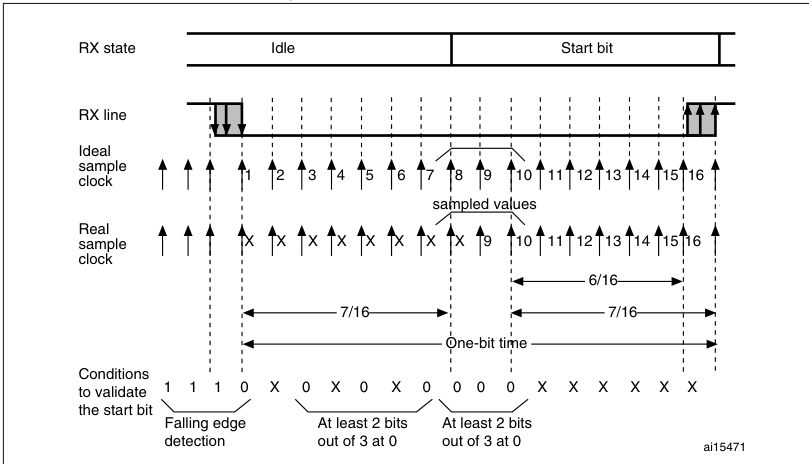 RX state
Idle
Start bit
RX line
Ideal
sample
clock
1 2 3 4 5 6 7 8 9 10 11 12 13 14 15 16
sampled values
Real
sample
clock
X X X X X X X X 9 10 11 12 13 14 15 16
6/16
7/16
7/16
One-bit time
Conditions
to validate
the start bit
1 1 1 0 X 0 X 0 X 0 0 0 0 X X X X X X
Falling edge
detection
At least 2 bits
out of 3 at 0
At least 2 bits
out of 3 at 0
ai15471